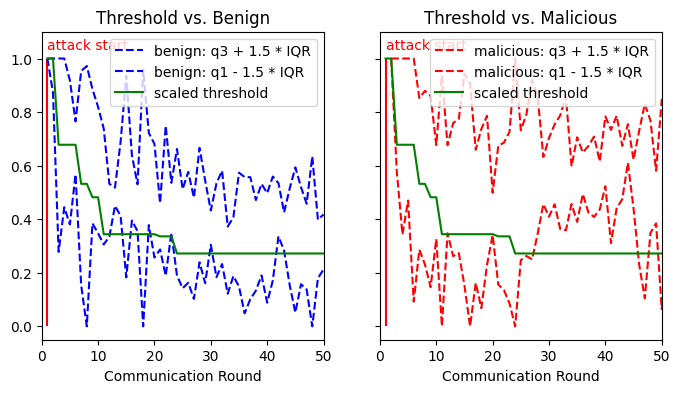 Threshold vs. Benign
attack start
benign: q3 + 1.5 * IQR
benign: q1 - 1.5 * IQR
scaled threshold
1.0
0.8
0.6
0.4
0.2
0.0
0 10 20 30 40 50
Communication Round
Threshold vs. Malicious
attack start
malicious: q3 + 1.5 * IQR
malicious: q1 - 1.5 * IQR
scaled threshold
0 10 20 30 40 50
Communication Round